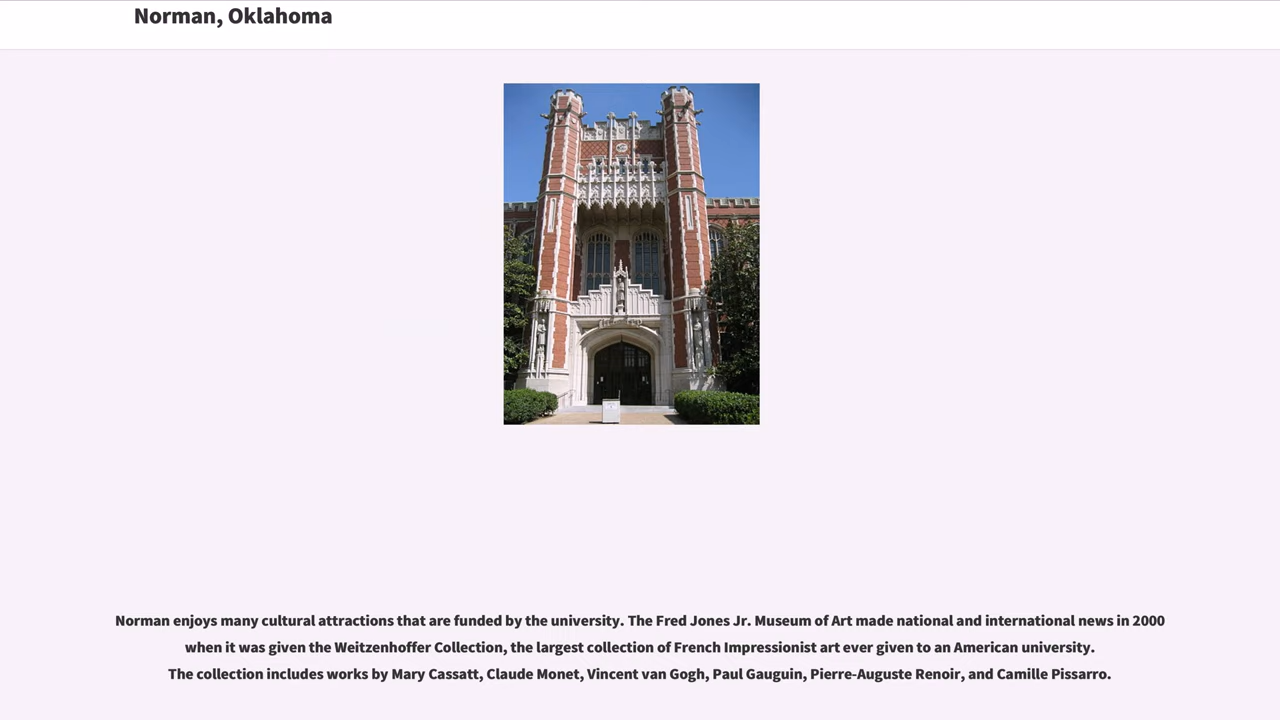 Norman, Oklahoma
Norman enjoys many cultural attractions that are funded by the university. The Fred Jones Jr. Museum of Art made national and international news in 2000
when it was given the Weitzenhoffer Collection, the largest collection of French Impressionist art ever given to an American university.
The collection includes works by Mary Cassatt, Claude Monet, Vincent van Gogh, Paul Gauguin, Pierre-Auguste Renoir, and Camille Pissarro.